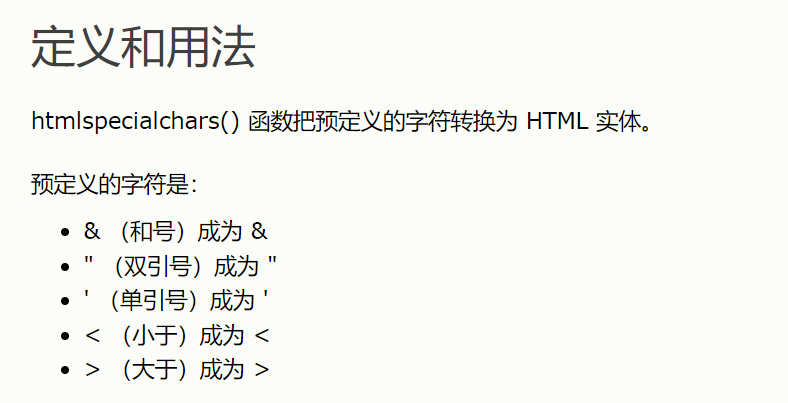 定义和用法
htmlspecialchars() 函数把预定义的字符转换为 HTML 实体。
预定义的字符是：
• & （和号）成为 &
• " （双引号）成为 "
• ' （单引号）成为 '
• < （小于）成为 <
• > （大于）成为 >